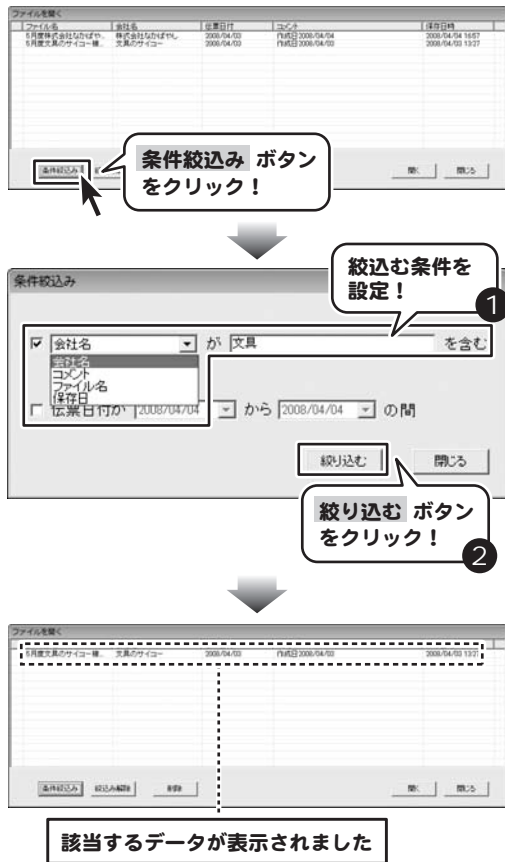 ファイルを開く
ファイル名 会社名 伝票日付 コメント 保存日時
5月度株式会社なかばや.. 株式会社なかばやし 2008/04/03 作成日2008/04/04 2008/04/04 16:57
5月度文具のサイコー様.. 文具のサイコー 2008/04/03 作成日2008/04/03 2008/04/03 13:27
条件絞込み 開く 閉じる
条件絞込み ボタン
をクリック！
条件絞込み
絞込む条件を
設定！
1
会社名 が 文具 を含む
会社名
コメント
ファイル名
保存日
伝票日付が 2008/04/04 から 2008/04/04 の間
絞り込む 閉じる
絞り込む ボタン
をクリック！
2
ファイルを開く
5月度文具のサイコー様.. 文具のサイコー 2008/04/03 作成日2008/04/03 2008/04/03 13:27
条件絞込み 絞込み解除 削除 開く 閉じる
該当するデータが表示されました